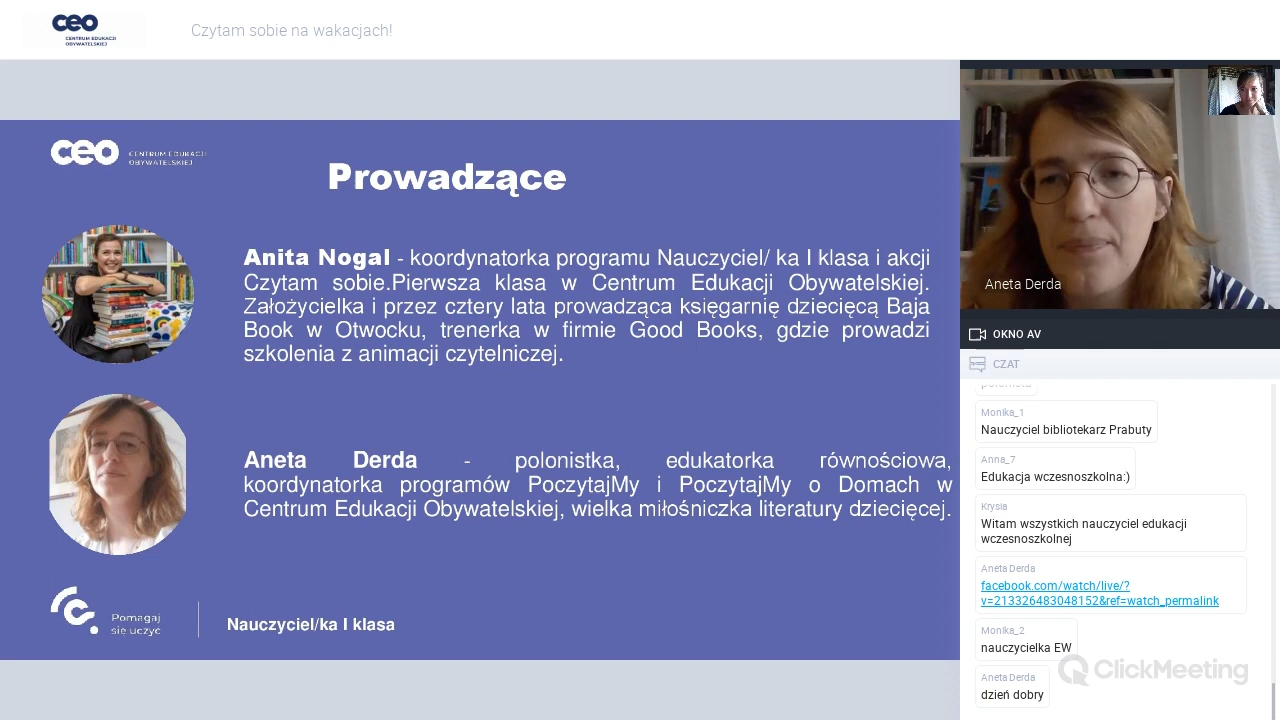 ceo
CENTRUM EDUKACJI
OBYWATELSKIEJ
Czytam sobie na wakacjach!
ceo
CENTRUM EDUKACJI
OBYWATELSKIEJ
Prowadzące
Anita Nogal - koordynatorka programu Nauczyciel/ ka I klasa i akcji
Czytam sobie.Pierwsza klasa w Centrum Edukacji Obywatelskiej.
Założycielka i przez cztery lata prowadząca księgarnię dziecięcą Baja
Book w Otwocku, trenerka w firmie Good Books, gdzie prowadzi
szkolenia z animacji czytelniczej.
Aneta Derda - polonistka, edukatorka równościowa,
koordynatorka programów PoczytajMy i PoczytajMy o Domach w
Centrum Edukacji Obywatelskiej, wielka miłośniczka literatury dziecięcej.
Pomagaj
się uczyć
Nauczyciel/ka I klasa
Aneta Derda
OKNO AV
CZAT
polonista
Monika_1
Nauczyciel bibliotekarz Prabuty
Anna_7
Edukacja wczesnoszkolna:)
Krysia
Witam wszystkich nauczyciel edukacji
wczesnoszkolnej
Aneta Derda
facebook.com/watch/live/?
v=213326483048152&ref=watch_permalink
Monika_2
nauczycielka EW
Aneta Derda
dzień dobry
ClickMeeting